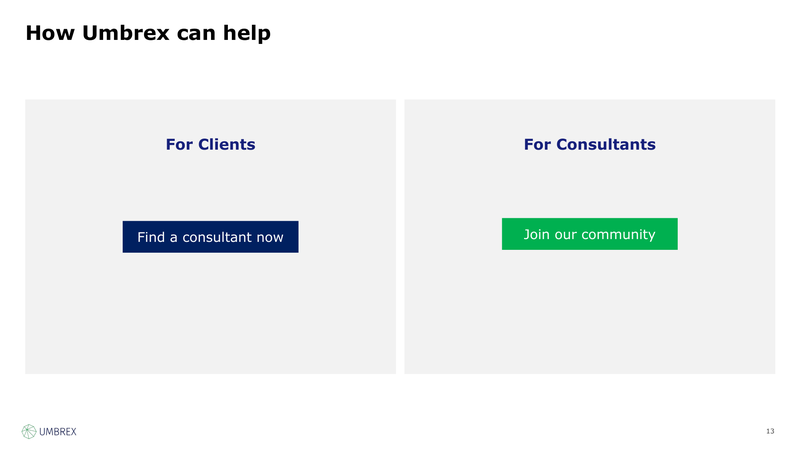 How Umbrex can help
For Clients
For Consultants
Find a consultant now
Join our community
UMBREX
13